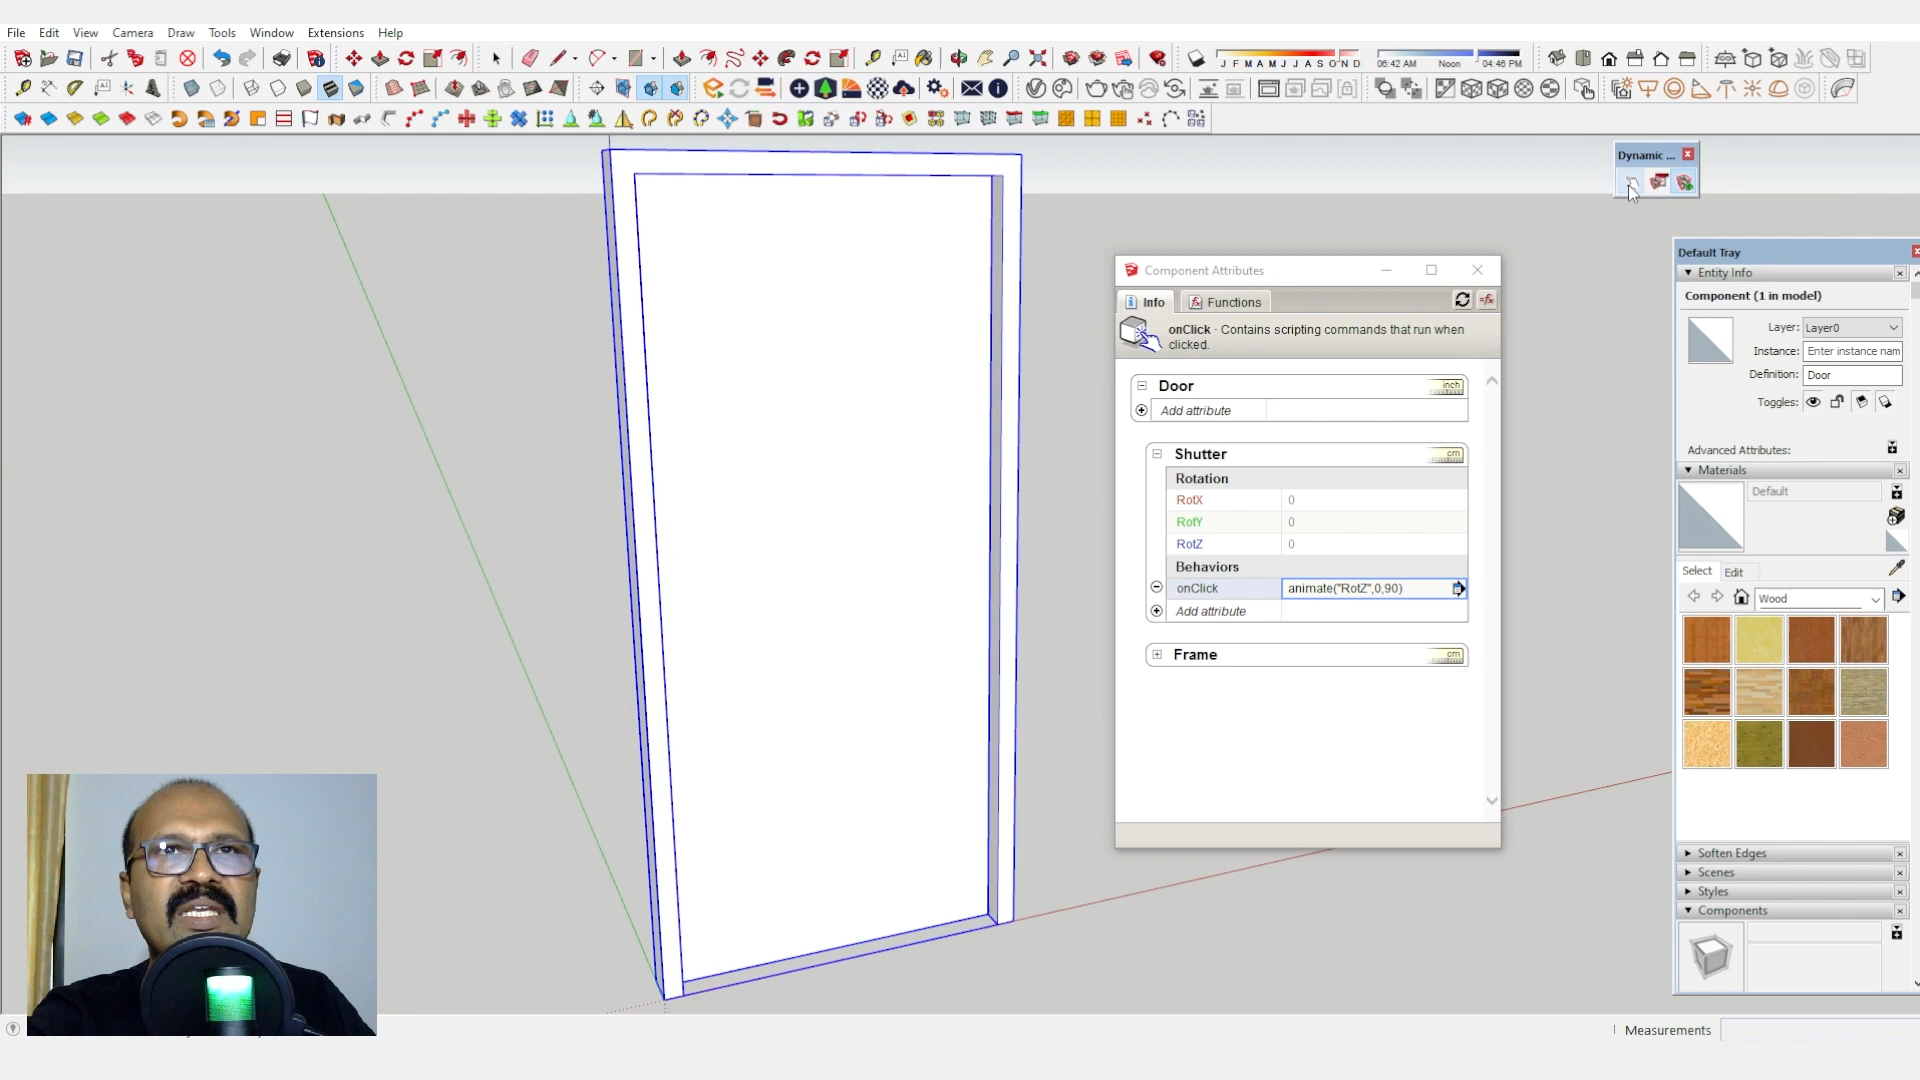 File Edit View Camera Draw Tools Window Extensions Help
J F M A M J J A S O N D 06:42 AM Noon 04:46 PM
Dynamic ...
Component Attributes
Info Functions
onClick · Contains scripting commands that run when
clicked.
Door inch
Add attribute
Shutter cm
Rotation
RotX 0
RotY 0
RotZ 0
Behaviors
onClick animate("RotZ",0,90)
Add attribute
Frame cm
Default Tray
Entity Info
Component (1 in model)
Layer: Layer0
Instance: Enter instance nam
Definition: Door
Toggles:
Advanced Attributes:
Materials
Default
Select Edit
Wood
Soften Edges
Scenes
Styles
Components
Measurements